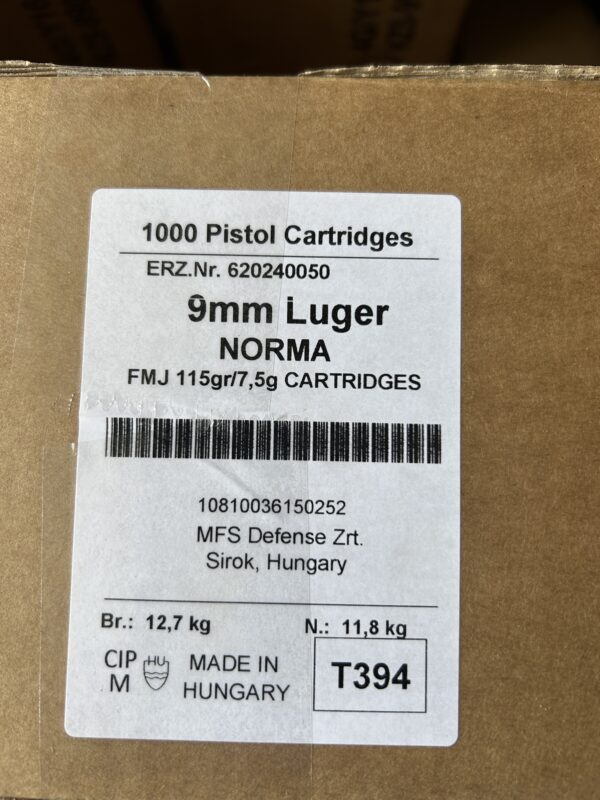 1000 Pistol Cartridges
ERZ.Nr. 620240050
9mm Luger
NORMA
FMJ 115gr/7,5g CARTRIDGES
10810036150252
MFS Defense Zrt.
Sirok, Hungary
Br.: 12,7 kg N.: 11,8 kg
CIP HU MADE IN
M HUNGARY T394